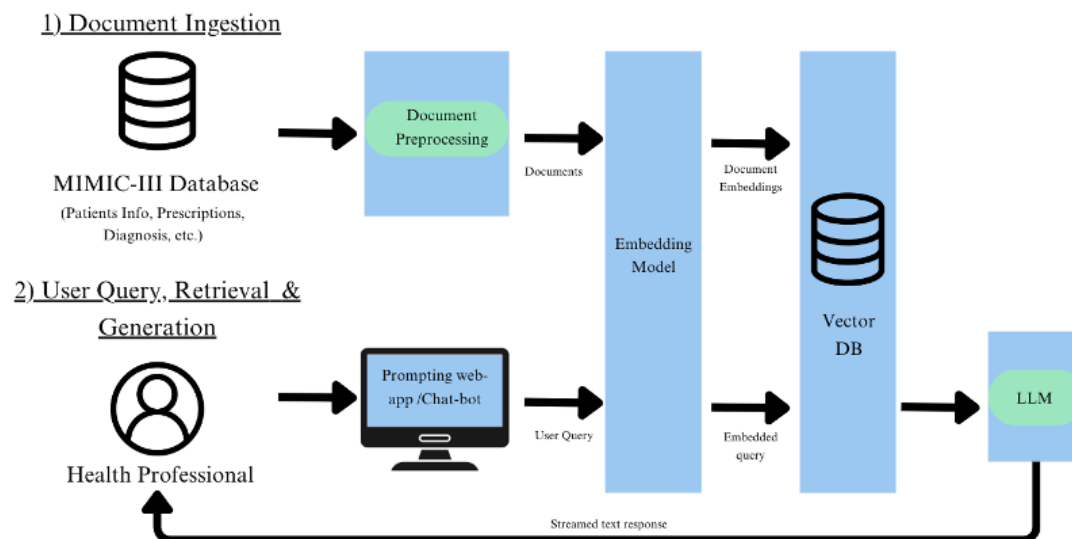 1) Document Ingestion
Document
Preprocessing
Documents
Document
Embeddings
MIMIC-III Database
(Patients Info, Prescriptions,
Diagnosis, etc.)
Embedding
Model
Vector
DB
2) User Query, Retrieval &
Generation
Prompting web-
app /Chat-bot
User Query
Embedded
query
LLM
Health Professional
Streamed text response